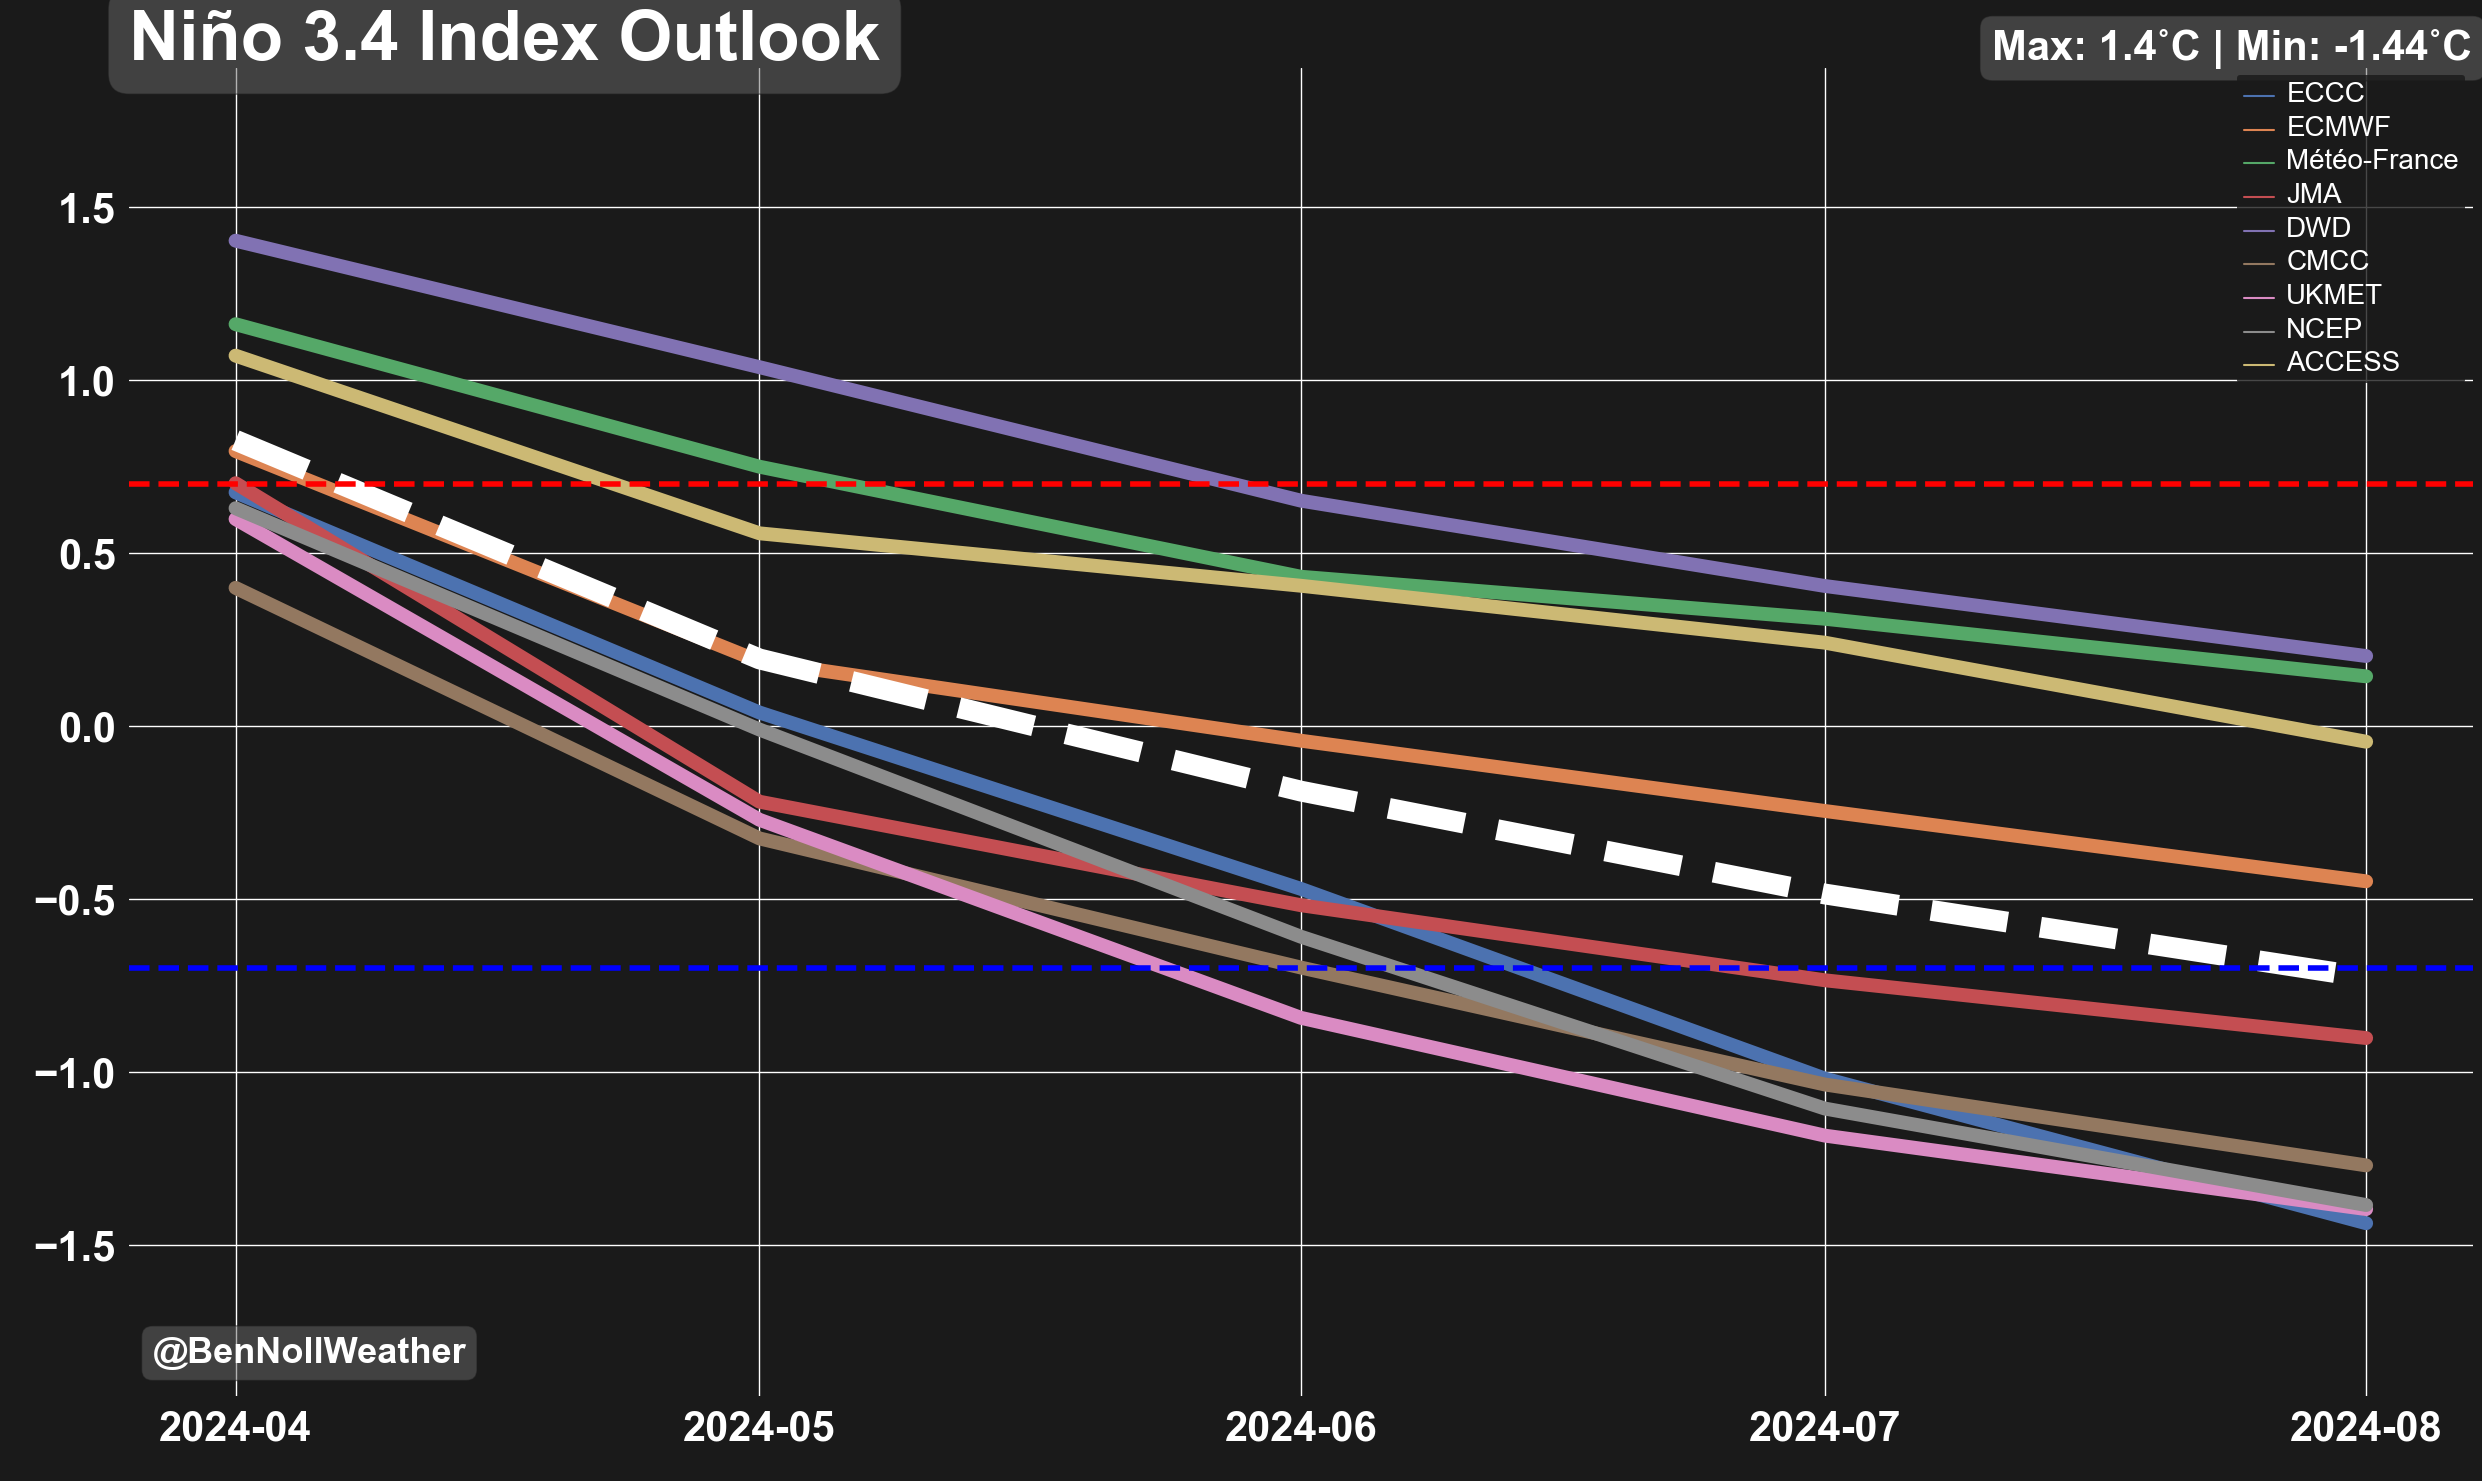 Niño 3.4 Index Outlook
Max: 1.4˚C | Min: -1.44˚C
ECCC
ECMWF
Météo-France
JMA
DWD
CMCC
UKMET
NCEP
ACCESS
1.5
1.0
0.5
0.0
−0.5
−1.0
−1.5
@BenNollWeather
2024-04 2024-05 2024-06 2024-07 2024-08